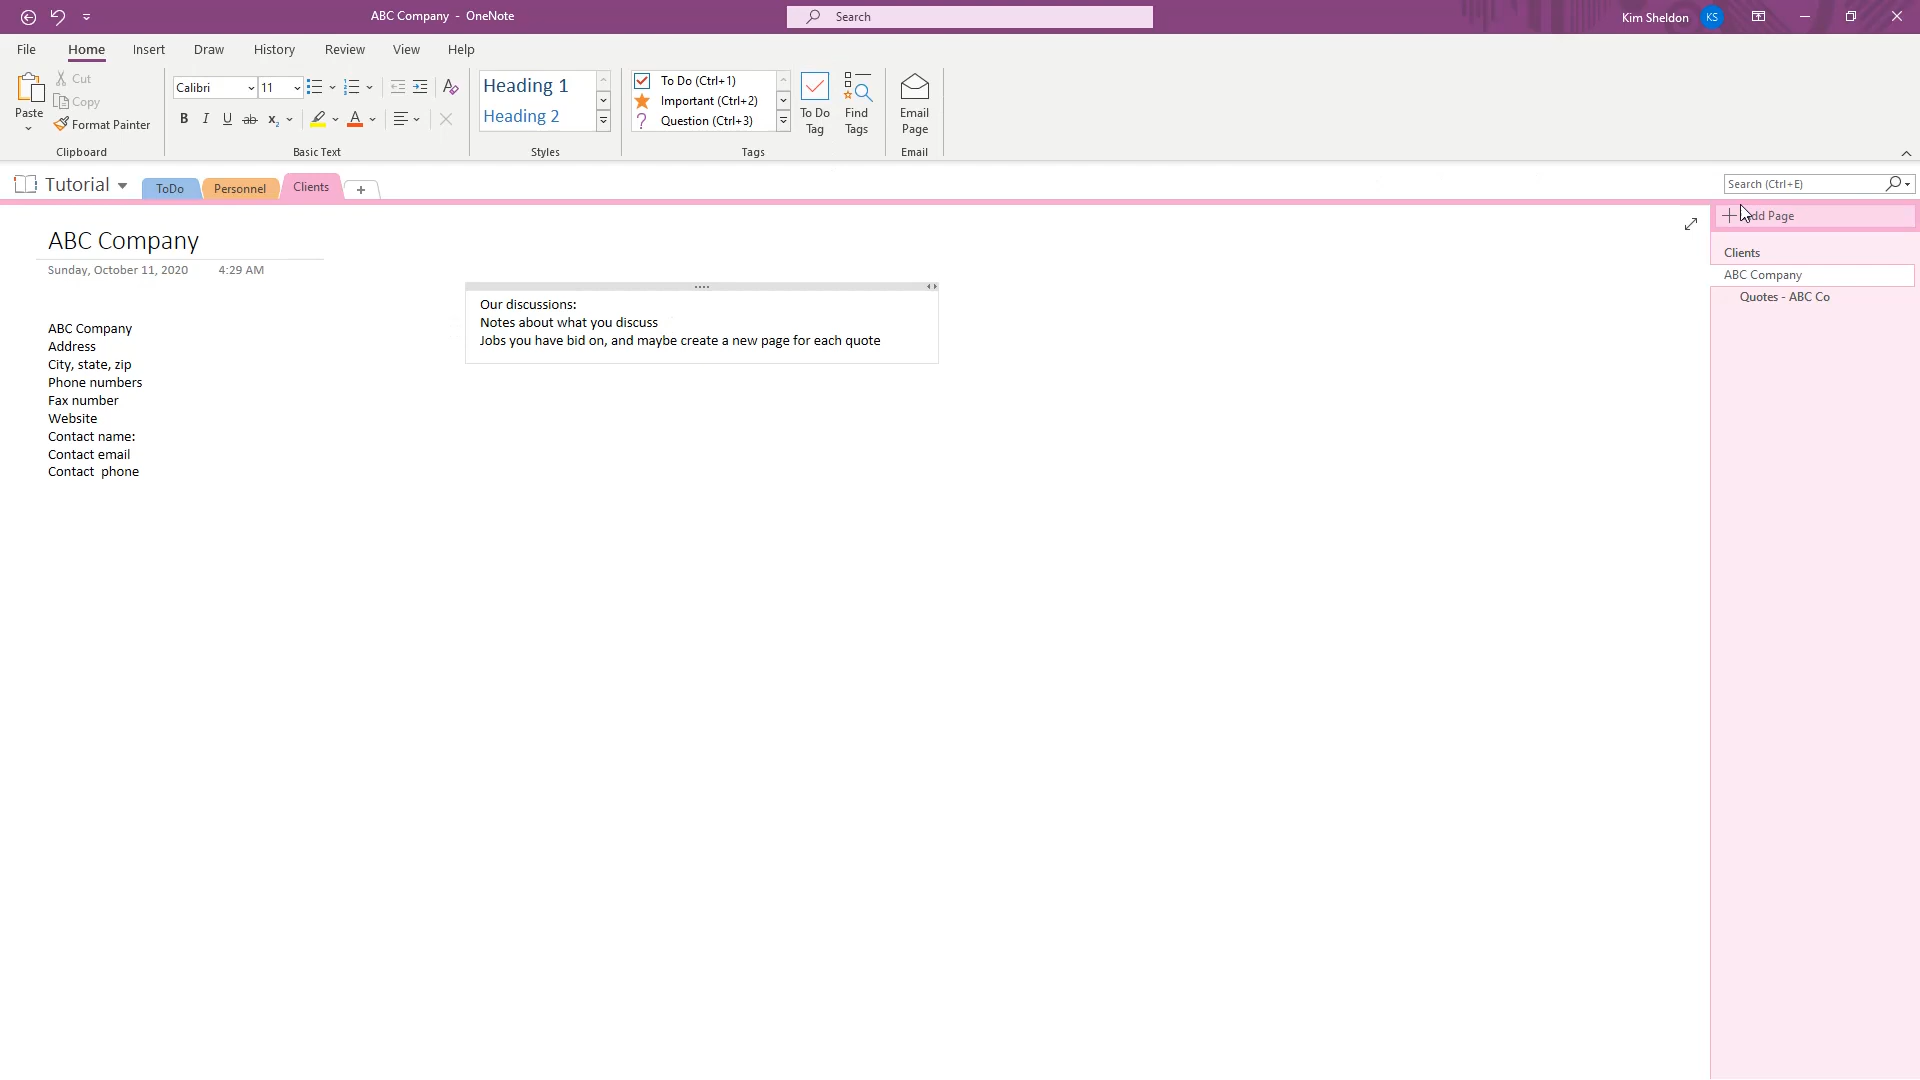 ABC Company - OneNote
Search
Kim Sheldon
KS
File
Home
Insert
Draw
History
Review
View
Help
Paste
Cut
Copy
Format Painter
Clipboard
Calibri
11
B I U ab x₂
A
Basic Text
Heading 1
Heading 2
Styles
To Do (Ctrl+1)
Important (Ctrl+2)
? Question (Ctrl+3)
To Do
Tag
Find
Tags
Tags
Email
Page
Email
Tutorial
ToDo
Personnel
Clients
+
Search (Ctrl+E)
ABC Company
Sunday, October 11, 2020
4:29 AM
ABC Company
Address
City, state, zip
Phone numbers
Fax number
Website
Contact name:
Contact email
Contact  phone
Our discussions:
Notes about what you discuss
Jobs you have bid on, and maybe create a new page for each quote
Page
Clients
ABC Company
Quotes - ABC Co